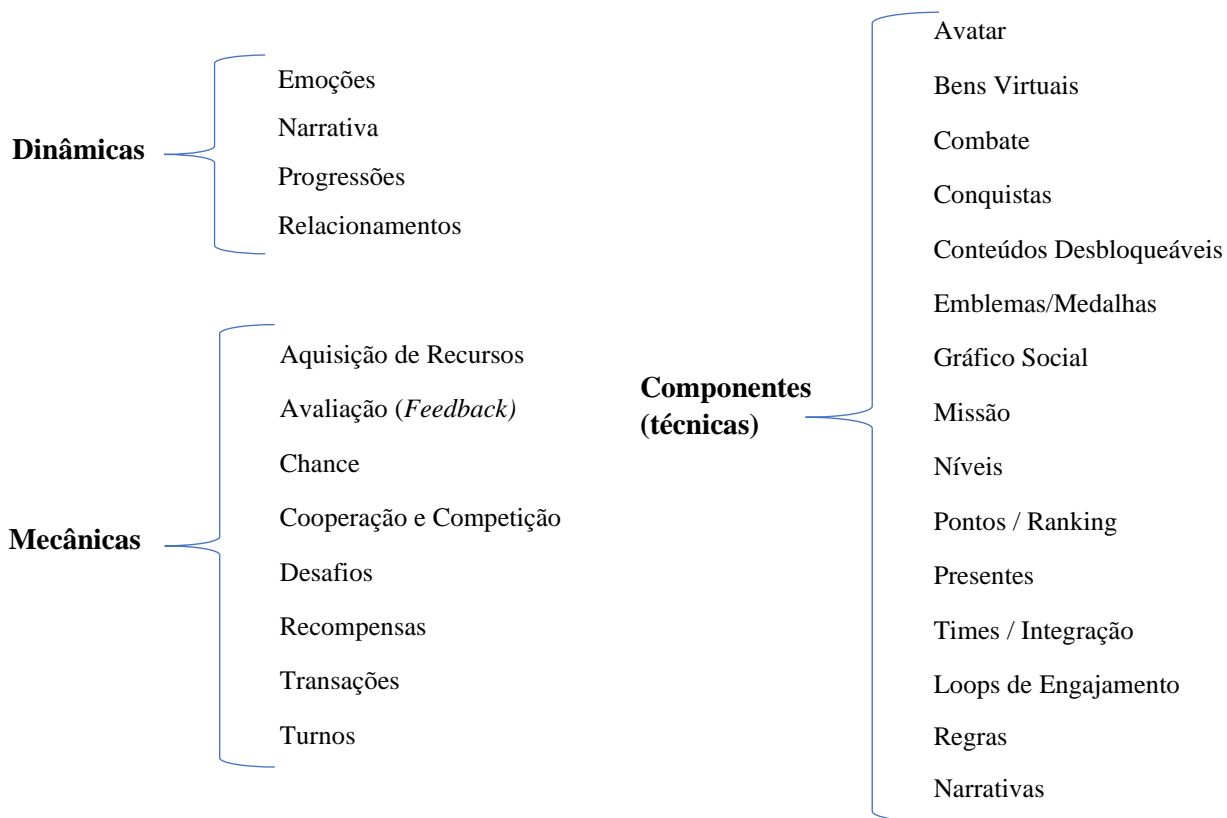 Dinâmicas
Emoções
Narrativa
Progressões
Relacionamentos
Mecânicas
Aquisição de Recursos
Avaliação (Feedback)
Chance
Cooperação e Competição
Desafios
Recompensas
Transações
Turnos
Componentes
(técnicas)
Avatar
Bens Virtuais
Combate
Conquistas
Conteúdos Desbloqueáveis
Emblemas/Medalhas
Gráfico Social
Missão
Níveis
Pontos / Ranking
Presentes
Times / Integração
Loops de Engajamento
Regras
Narrativas